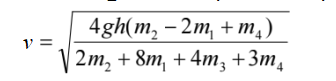 v = √(4gh(m₂ − 2m₁ + m₄) / (2m₂ + 8m₁ + 4m₃ + 3m₄))